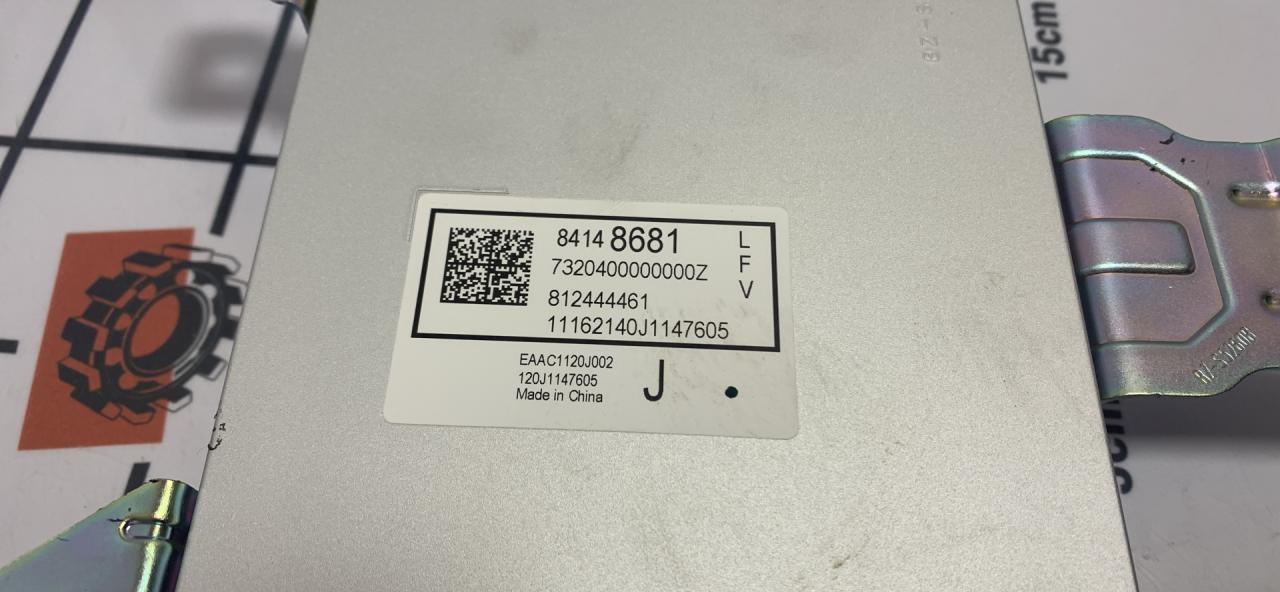 15cm
8414 8681
7320400000000Z
812444461
11162140J1147605
L
F
V
EAAC1120J002
120J1147605
Made in China
J